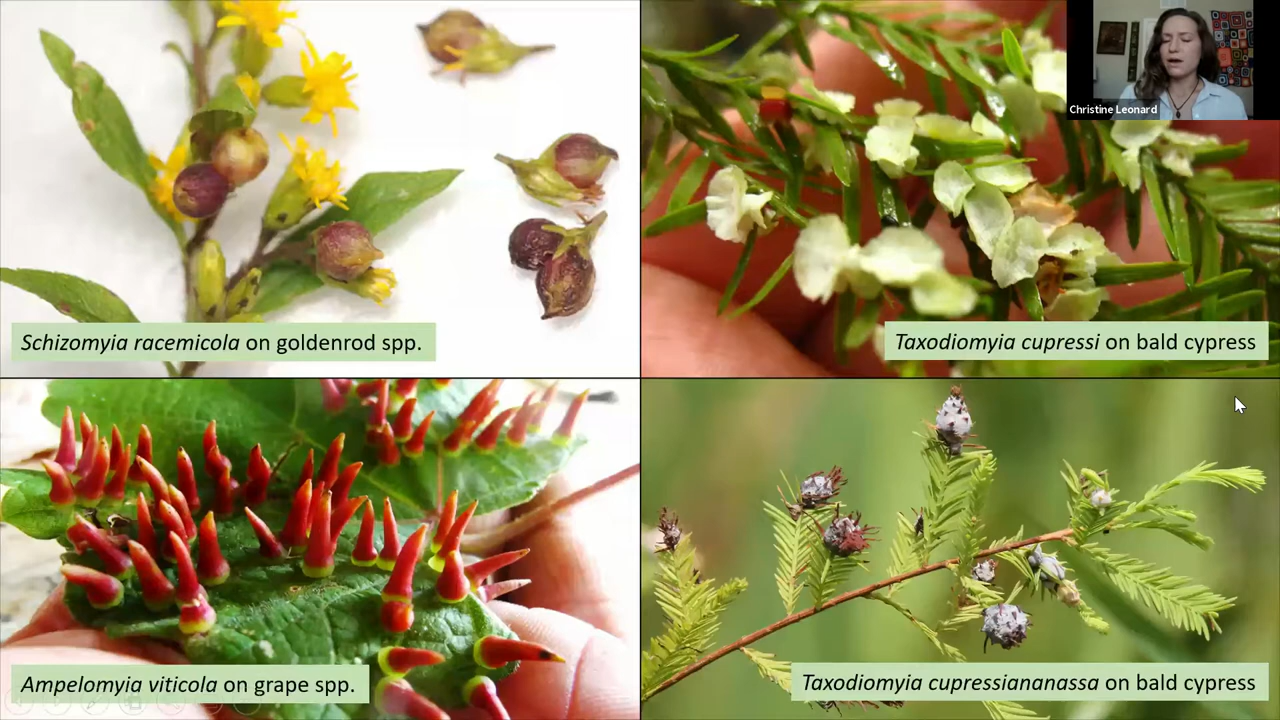 Christine Leonard
Schizomyia racemicola on goldenrod spp.
Taxodiomyia cupressi on bald cypress
Ampelomyia viticola on grape spp.
Taxodiomyia cupressiananassa on bald cypress